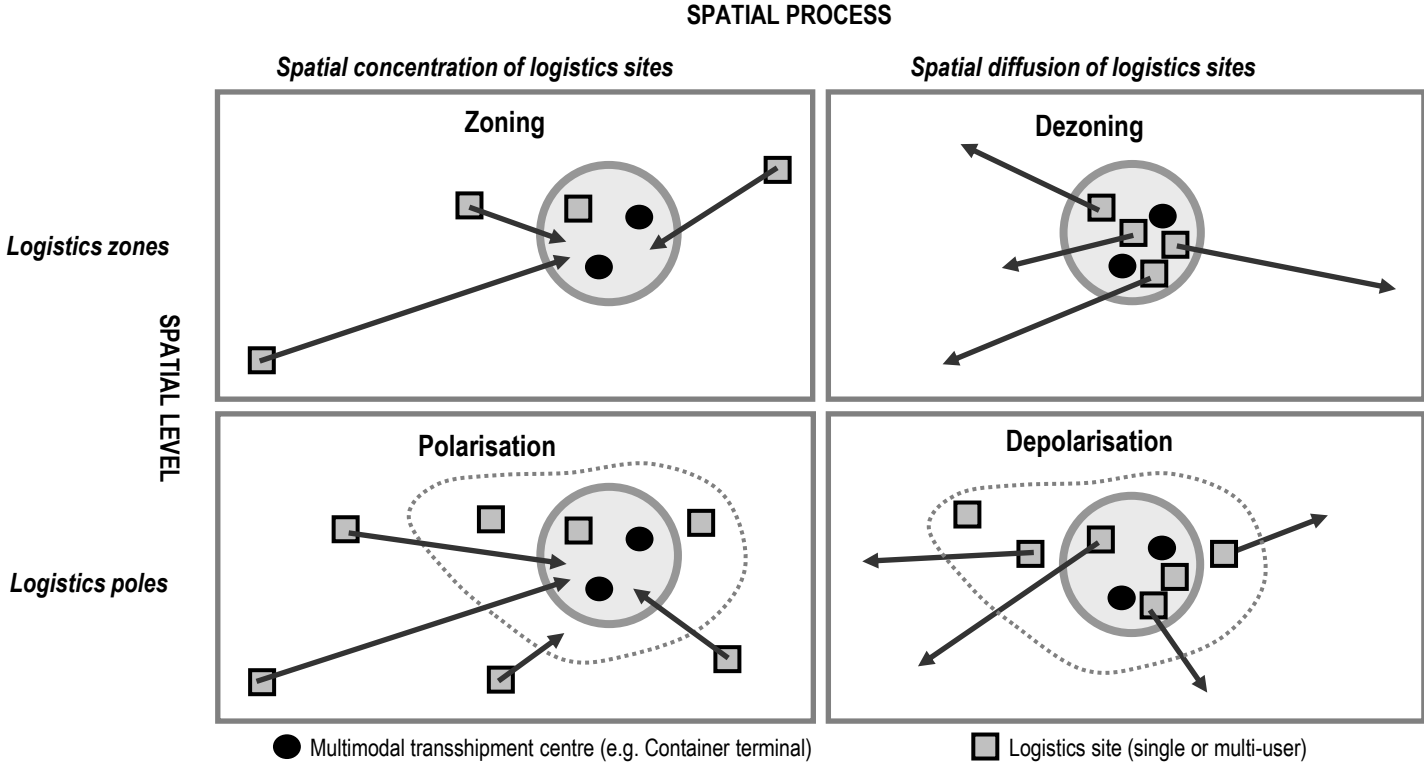 SPATIAL PROCESS
Spatial concentration of logistics sites
Spatial diffusion of logistics sites
Zoning
Dezoning
Logistics zones
SPATIAL LEVEL
Polarisation
Depolarisation
Logistics poles
Multimodal transshipment centre (e.g. Container terminal)
Logistics site (single or multi-user)